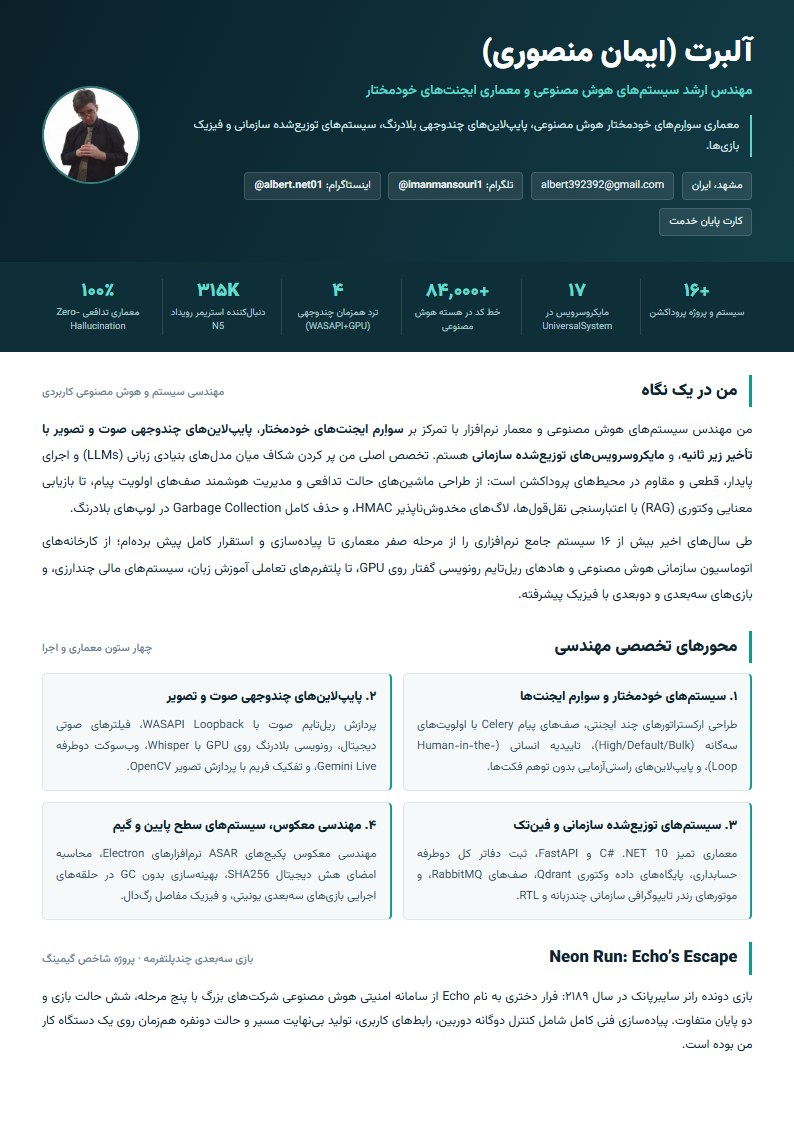 آلبرت (ایمان منصوری)
مهندس ارشد سیستم‌های هوش مصنوعی و معماری ایجنت‌های خودمختار
معماری سوارم‌های خودمختار هوش مصنوعی، پایپ‌لاین‌های چندوجهی بلادرنگ، سیستم‌های توزیع‌شده سازمانی و فیزیک
بازی‌ها.
مشهد، ایران
albert392392@gmail.com
تلگرام: @imanmansouri1
اینستاگرام: @albert.net01
کارت پایان خدمت
+۱۶
سیستم و پروژه پروداکشن
۱۷
مایکروسرویس در
UniversalSystem
+۸۴,۰۰۰
خط کد در هسته هوش
مصنوعی
۴
ترد همزمان چندوجهی
(WASAPI+GPU)
۳۱۵K
دنبال‌کننده استریمر رویداد
N5
۱۰۰٪
معماری تدافعی Zero-
Hallucination
من در یک نگاه
مهندسی سیستم و هوش مصنوعی کاربردی
من مهندس سیستم‌های هوش مصنوعی و معمار نرم‌افزار با تمرکز بر سوارم ایجنت‌های خودمختار، پایپ‌لاین‌های چندوجهی صوت و تصویر با
تأخیر زیر ثانیه، و مایکروسرویس‌های توزیع‌شده سازمانی هستم. تخصص اصلی من پر کردن شکاف میان مدل‌های بنیادی زبانی (LLMs) و اجرای
پایدار، قطعی و مقاوم در محیط‌های پروداکشن است: از طراحی ماشین‌های حالت تدافعی و مدیریت هوشمند صف‌های اولویت پیام، تا بازیابی
معنایی وکتوری (RAG) با اعتبارسنجی نقل‌قول‌ها، لاگ‌های مخدوش‌ناپذیر HMAC، و حذف کامل Garbage Collection در لوپ‌های بلادرنگ.
طی سال‌های اخیر بیش از ۱۶ سیستم جامع نرم‌افزاری را از مرحله صفر معماری تا پیاده‌سازی و استقرار کامل پیش برده‌ام؛ از کارخانه‌های
اتوماسیون سازمانی هوش مصنوعی و هادهای ریل‌تایم رونویسی گفتار روی GPU، تا پلتفرم‌های تعاملی آموزش زبان، سیستم‌های مالی چندارزی، و
بازی‌های سه‌بعدی و دوبعدی با فیزیک پیشرفته.
محورهای تخصصی مهندسی
چهار ستون معماری و اجرا
۱. سیستم‌های خودمختار و سوارم ایجنت‌ها
طراحی ارکستراتورهای چند ایجنتی، صف‌های پیام Celery با اولویت‌های
سه‌گانه (High/Default/Bulk)، تاییدیه انسانی (Human-in-the-
Loop)، و پایپ‌لاین‌های راستی‌آزمایی بدون توهم فکت‌ها.
۲. پایپ‌لاین‌های چندوجهی صوت و تصویر
پردازش ریل‌تایم صوت با WASAPI Loopback، فیلترهای صوتی
دیجیتال، رونویسی بلادرنگ روی GPU با Whisper، وب‌سوکت دوطرفه
Gemini Live، و تفکیک فریم با پردازش تصویر OpenCV.
۳. سیستم‌های توزیع‌شده سازمانی و فین‌تک
معماری تمیز C# .NET 10 و FastAPI، ثبت دفاتر کل دوطرفه
حسابداری، پایگاه‌های داده وکتوری Qdrant، صف‌های RabbitMQ، و
موتورهای رندر تایپوگرافی سازمانی چندزبانه و RTL.
۴. مهندسی معکوس، سیستم‌های سطح پایین و گیم
مهندسی معکوس پکیج‌های ASAR نرم‌افزارهای Electron، محاسبه
امضای هش دیجیتال SHA256، بهینه‌سازی بدون GC در حلقه‌های
اجرایی بازی‌های سه‌بعدی یونیتی، و فیزیک مفاصل رگ‌دال.
Neon Run: Echo’s Escape
بازی سه‌بعدی چندپلتفرمه · پروژه شاخص گیمینگ
بازی دونده رانر سایبرپانک در سال ۲۱۸۹: فرار دختری به نام Echo از سامانه امنیتی هوش مصنوعی شرکت‌های بزرگ با پنج مرحله، شش حالت بازی و
دو پایان متفاوت. پیاده‌سازی فنی کامل شامل کنترل دوگانه دوربین، رابط‌های کاربری، تولید بی‌نهایت مسیر و حالت دونفره هم‌زمان روی یک دستگاه کار
من بوده است.